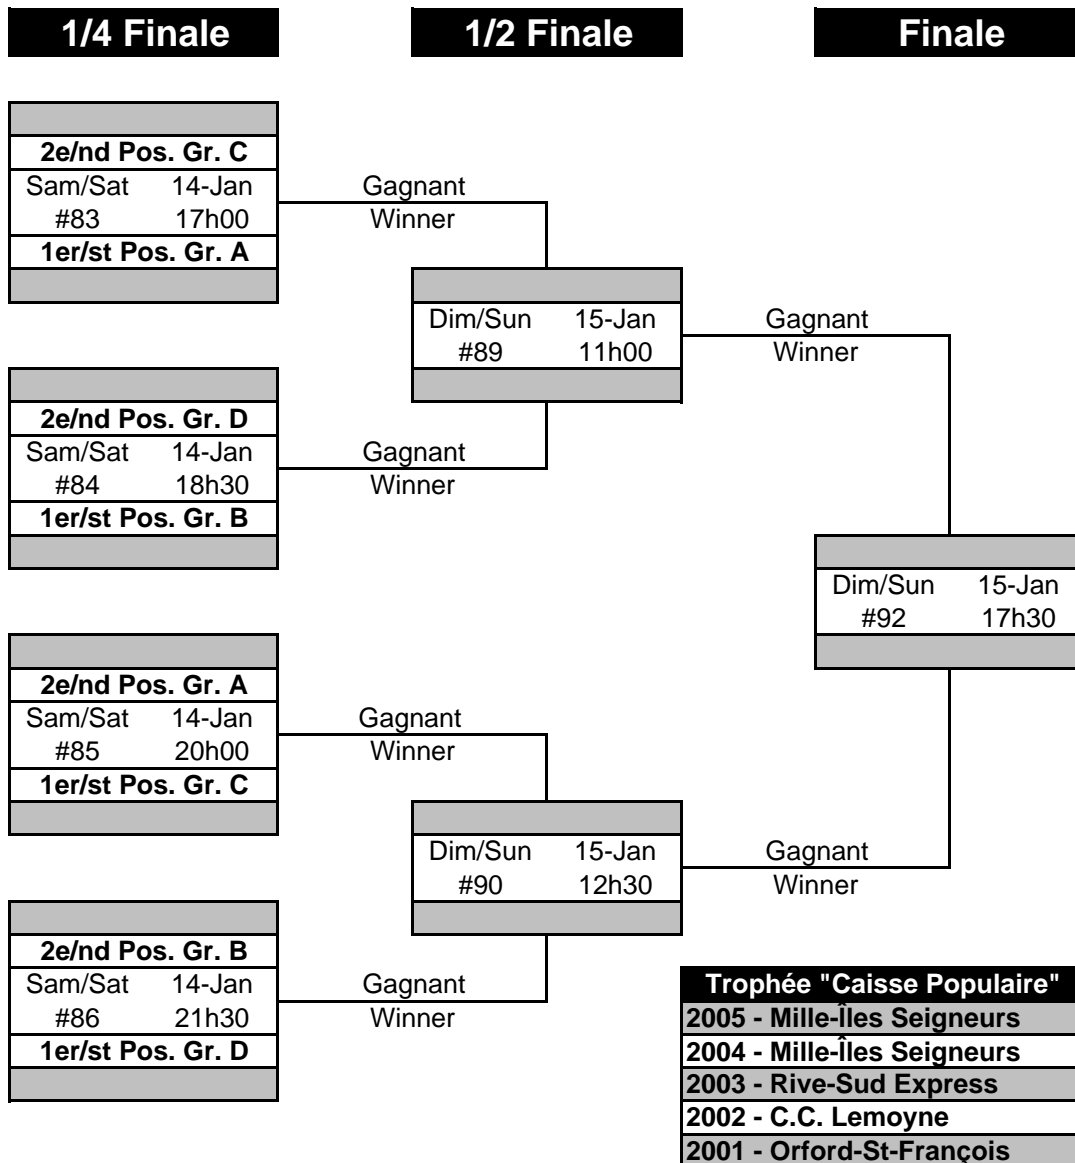 1/4 Finale 1/2 Finale Finale
2e/nd Pos. Gr. C
Sam/Sat 14-Jan
#83 17h00
1er/st Pos. Gr. A
Gagnant
Winner
Dim/Sun 15-Jan
#89 11h00
Gagnant
Winner
2e/nd Pos. Gr. D
Sam/Sat 14-Jan
#84 18h30
1er/st Pos. Gr. B
Gagnant
Winner
Dim/Sun 15-Jan
#92 17h30
2e/nd Pos. Gr. A
Sam/Sat 14-Jan
#85 20h00
1er/st Pos. Gr. C
Gagnant
Winner
Dim/Sun 15-Jan
#90 12h30
Gagnant
Winner
2e/nd Pos. Gr. B
Sam/Sat 14-Jan
#86 21h30
1er/st Pos. Gr. D
Gagnant
Winner
Trophée "Caisse Populaire"
2005 - Mille-Îles Seigneurs
2004 - Mille-Îles Seigneurs
2003 - Rive-Sud Express
2002 - C.C. Lemoyne
2001 - Orford-St-François